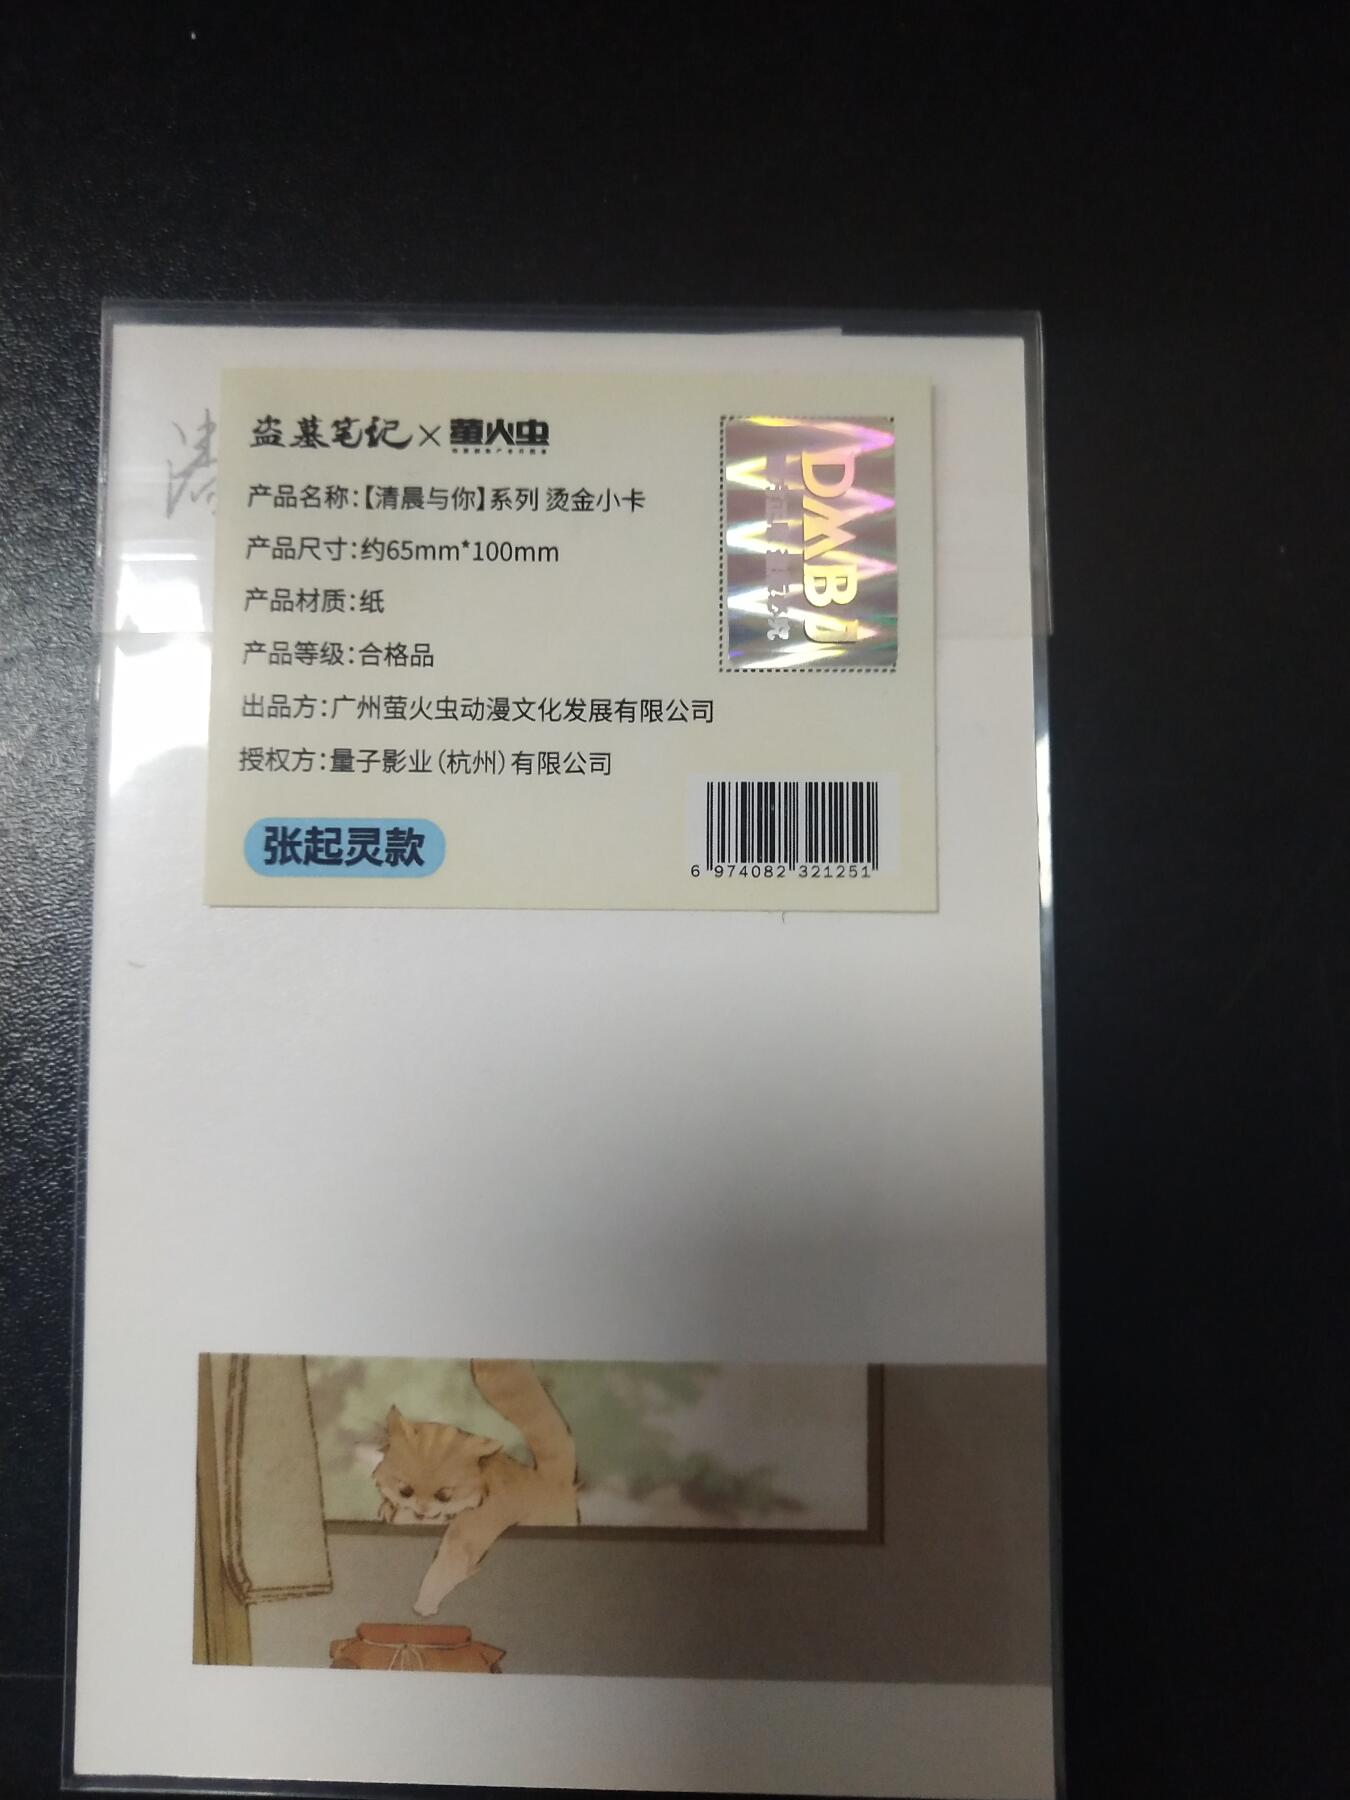 盗墓笔记×萤火虫
产品名称：【清晨与你】系列 烫金小卡
产品尺寸：约65mm*100mm
产品材质：纸
产品等级：合格品
出品方：广州萤火虫动漫文化发展有限公司
授权方：量子影业（杭州）有限公司
张起灵款
DMBJ
6 974082 321251
清